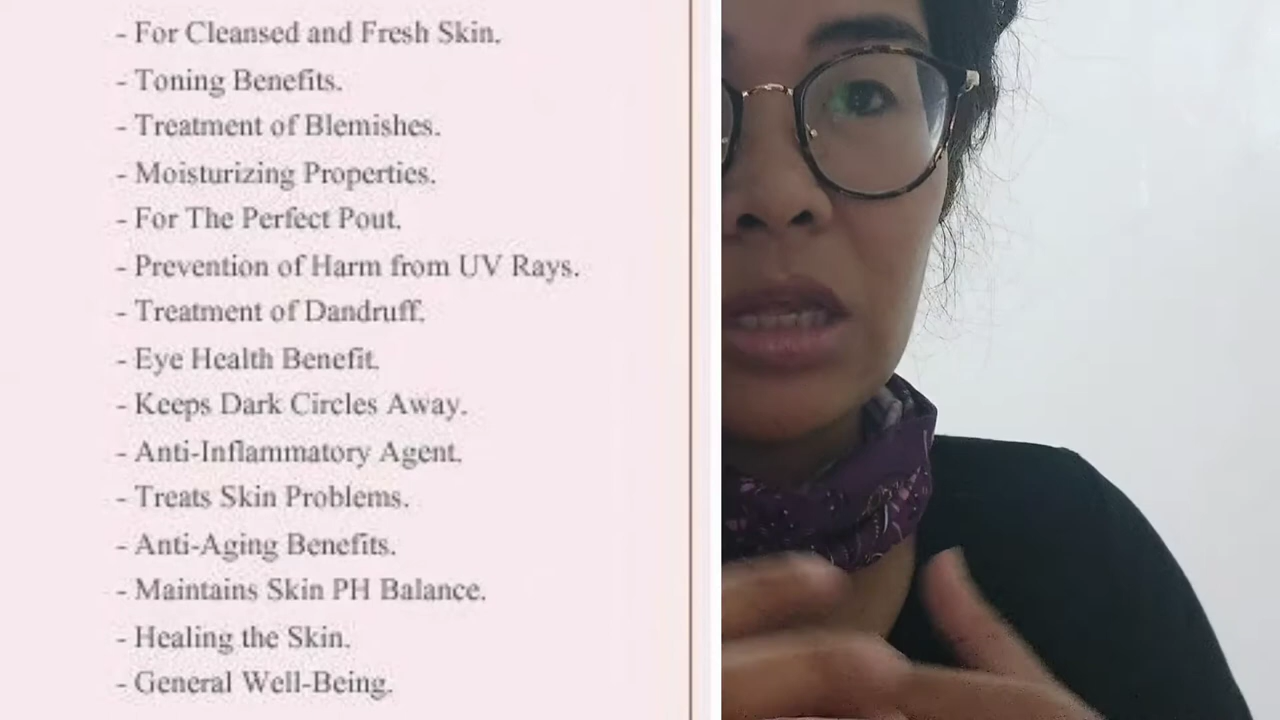 - For Cleansed and Fresh Skin.
- Toning Benefits.
- Treatment of Blemishes.
- Moisturizing Properties.
- For The Perfect Pout.
- Prevention of Harm from UV Rays.
- Treatment of Dandruff.
- Eye Health Benefit.
- Keeps Dark Circles Away.
- Anti-Inflammatory Agent.
- Treats Skin Problems.
- Anti-Aging Benefits.
- Maintains Skin PH Balance.
- Healing the Skin.
- General Well-Being.